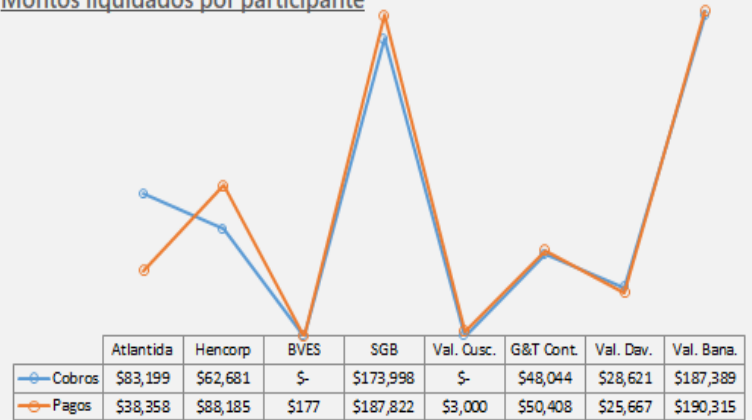 Montos liquidados por participante
Atlantida Hencorp BVES SGB Val. Cusc. G&T Cont. Val. Dav. Val. Bana.
Cobros $83,199 $62,681 $- $173,998 $- $48,044 $28,621 $187,389
Pagos $38,358 $88,185 $177 $187,822 $3,000 $50,408 $25,667 $190,315